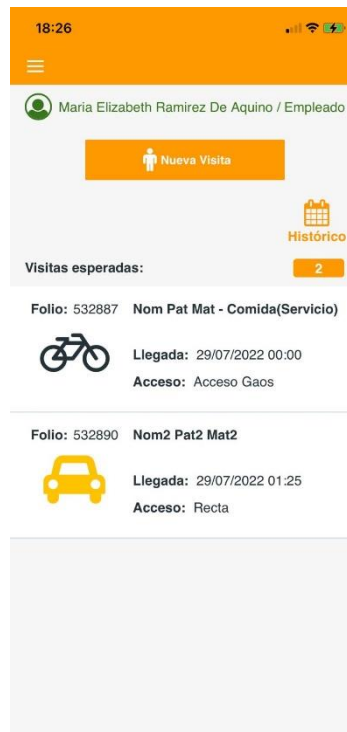 18:26
Maria Elizabeth Ramirez De Aquino / Empleado
Nueva Visita
Histórico
Visitas esperadas: 2
Folio: 532887 Nom Pat Mat - Comida(Servicio)
Llegada: 29/07/2022 00:00
Acceso: Acceso Gaos
Folio: 532890 Nom2 Pat2 Mat2
Llegada: 29/07/2022 01:25
Acceso: Recta